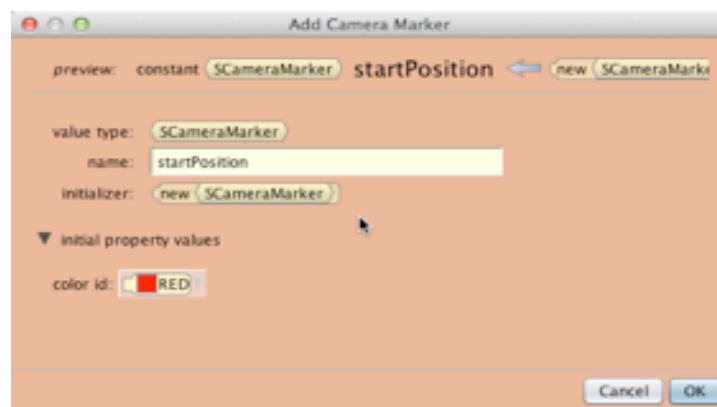 Add Camera Marker
preview: constant SCameraMarker startPosition new SCameraMarke
value type: SCameraMarker
name: startPosition
initializer: new SCameraMarker
initial property values
color id: RED
Cancel OK